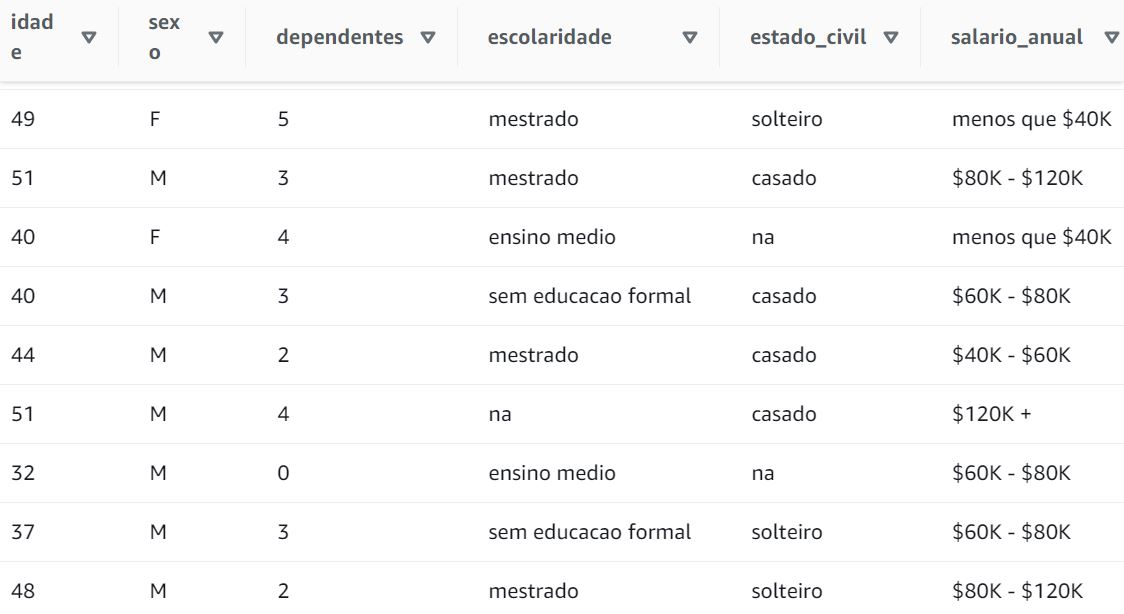 idad
e sexo dependentes escolaridade estado_civil salario_anual
49 F 5 mestrado solteiro menos que $40K
51 M 3 mestrado casado $80K - $120K
40 F 4 ensino medio na menos que $40K
40 M 3 sem educacao formal casado $60K - $80K
44 M 2 mestrado casado $40K - $60K
51 M 4 na casado $120K +
32 M 0 ensino medio na $60K - $80K
37 M 3 sem educacao formal solteiro $60K - $80K
48 M 2 mestrado solteiro $80K - $120K